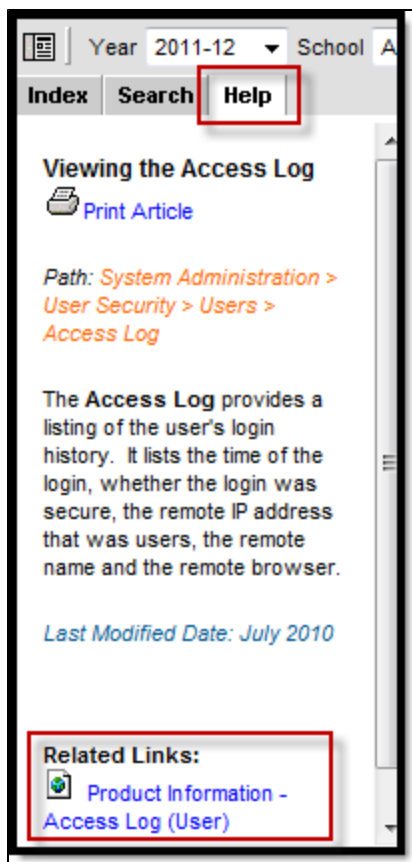 Year 2011-12 School A
Index Search Help
Viewing the Access Log
Print Article
Path: System Administration >
User Security > Users >
Access Log
The Access Log provides a
listing of the user's login
history. It lists the time of the
login, whether the login was
secure, the remote IP address
that was users, the remote
name and the remote browser.
Last Modified Date: July 2010
Related Links:
Product Information -
Access Log (User)